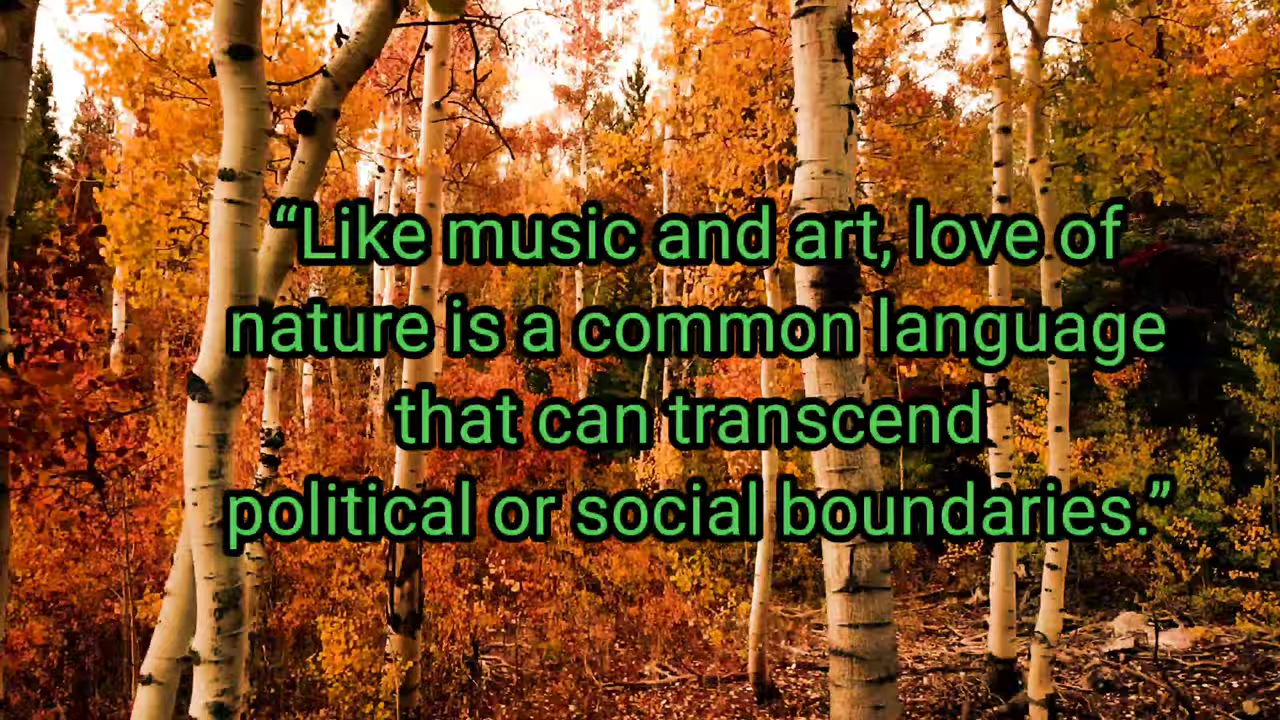 “Like music and art, love of
nature is a common language
that can transcend
political or social boundaries.”